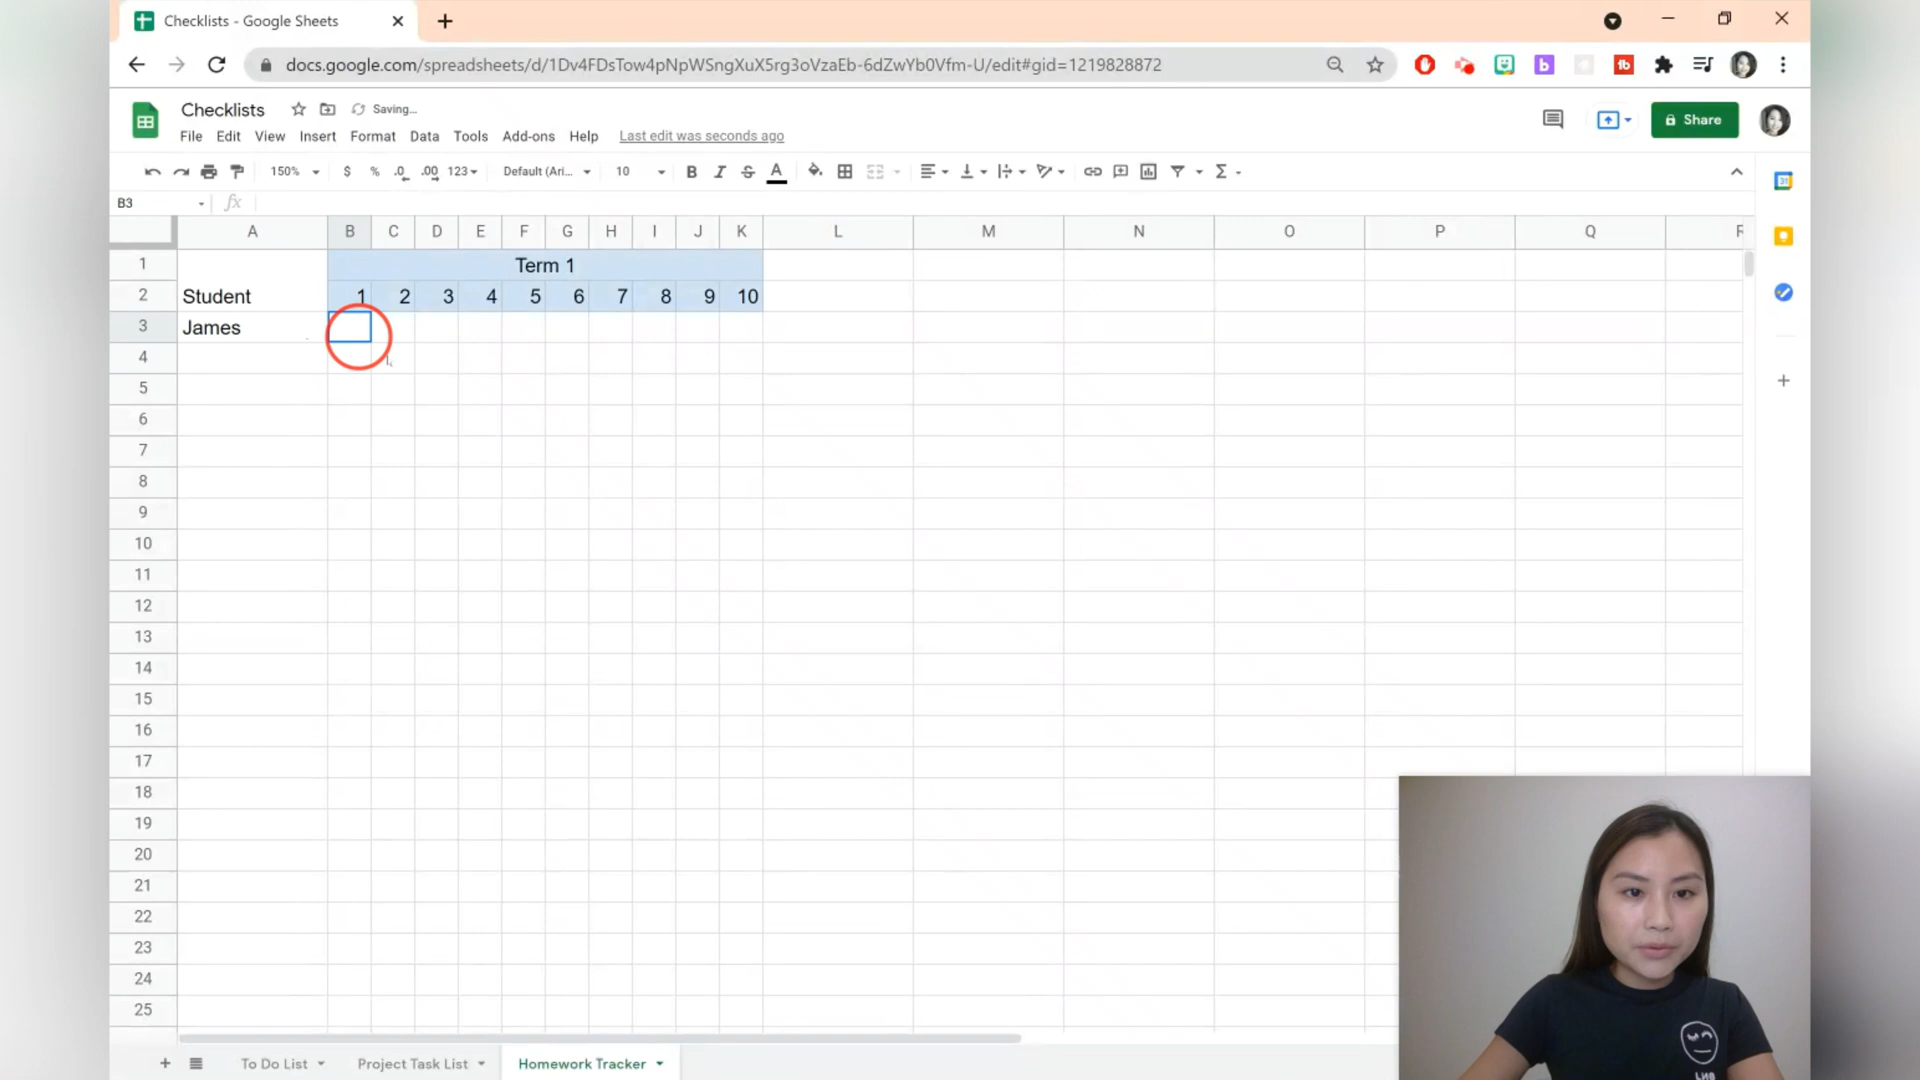 Checklists - Google Sheets
docs.google.com/spreadsheets/d/1Dv4FDsTow4pNpWSngXuX5rg3oVzaEb-6dZwYb0Vfm-U/edit#gid=1219828872
Checklists Saving...
File Edit View Insert Format Data Tools Add-ons Help Last edit was seconds ago
Share
150% $ % .0 .00 123 Default (Ari... 10 B I S A
B3 fx
A B C D E F G H I J K L M N O P Q R
1 Term 1
2 Student 1 2 3 4 5 6 7 8 9 10
3 James
4
5
6
7
8
9
10
11
12
13
14
15
16
17
18
19
20
21
22
23
24
25
To Do List Project Task List Homework Tracker